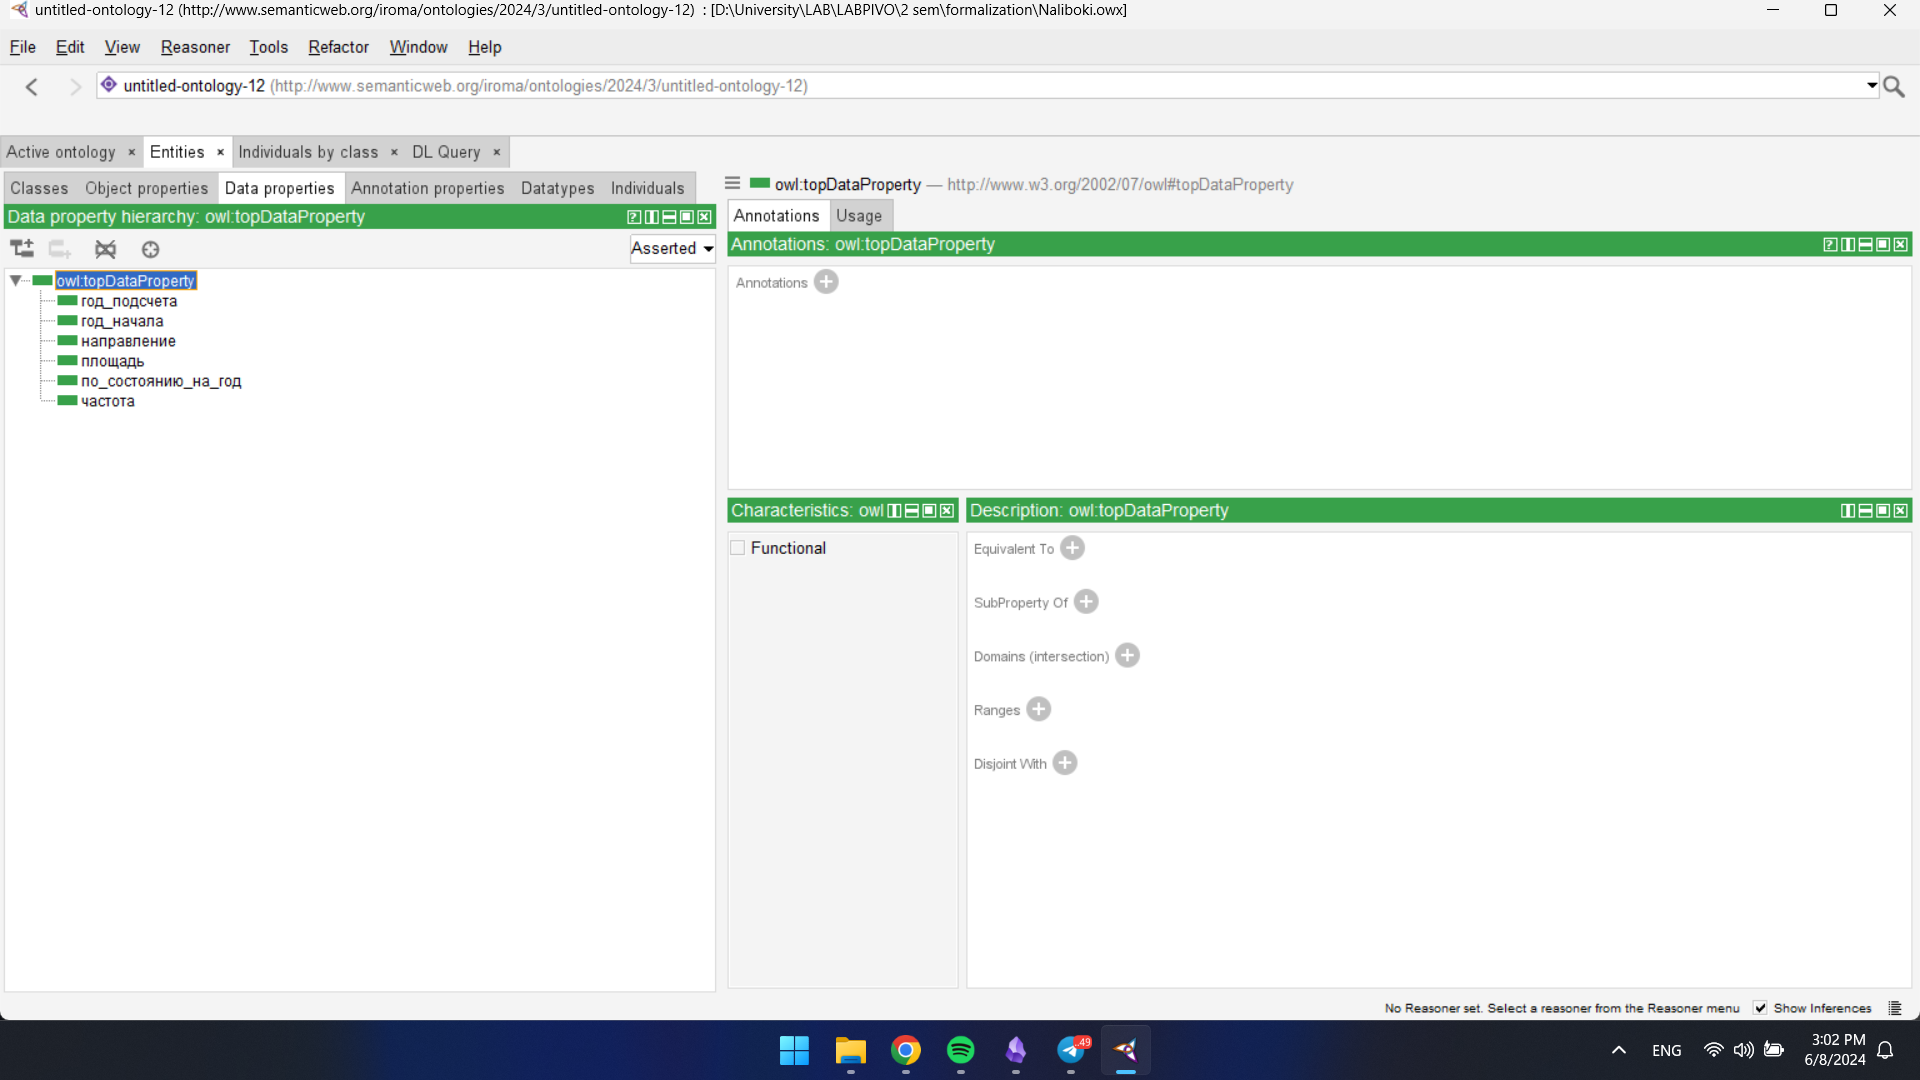 untitled-ontology-12 (http://www.semanticweb.org/iroma/ontologies/2024/3/untitled-ontology-12) : [D:\University\LAB\LABPIVO\2 sem\formalization\Naliboki.owx]
File Edit View Reasoner Tools Refactor Window Help
untitled-ontology-12 (http://www.semanticweb.org/iroma/ontologies/2024/3/untitled-ontology-12)
Active ontology × Entities × Individuals by class × DL Query ×
Classes Object properties Data properties Annotation properties Datatypes Individuals
Data property hierarchy: owl:topDataProperty
Asserted
owl:topDataProperty
год_подсчета
год_начала
направление
площадь
по_состоянию_на_год
частота
owl:topDataProperty — http://www.w3.org/2002/07/owl#topDataProperty
Annotations Usage
Annotations: owl:topDataProperty
Annotations
Characteristics: owl
Functional
Description: owl:topDataProperty
Equivalent To
SubProperty Of
Domains (intersection)
Ranges
Disjoint With
No Reasoner set. Select a reasoner from the Reasoner menu Show Inferences
49
ENG
3:02 PM
6/8/2024